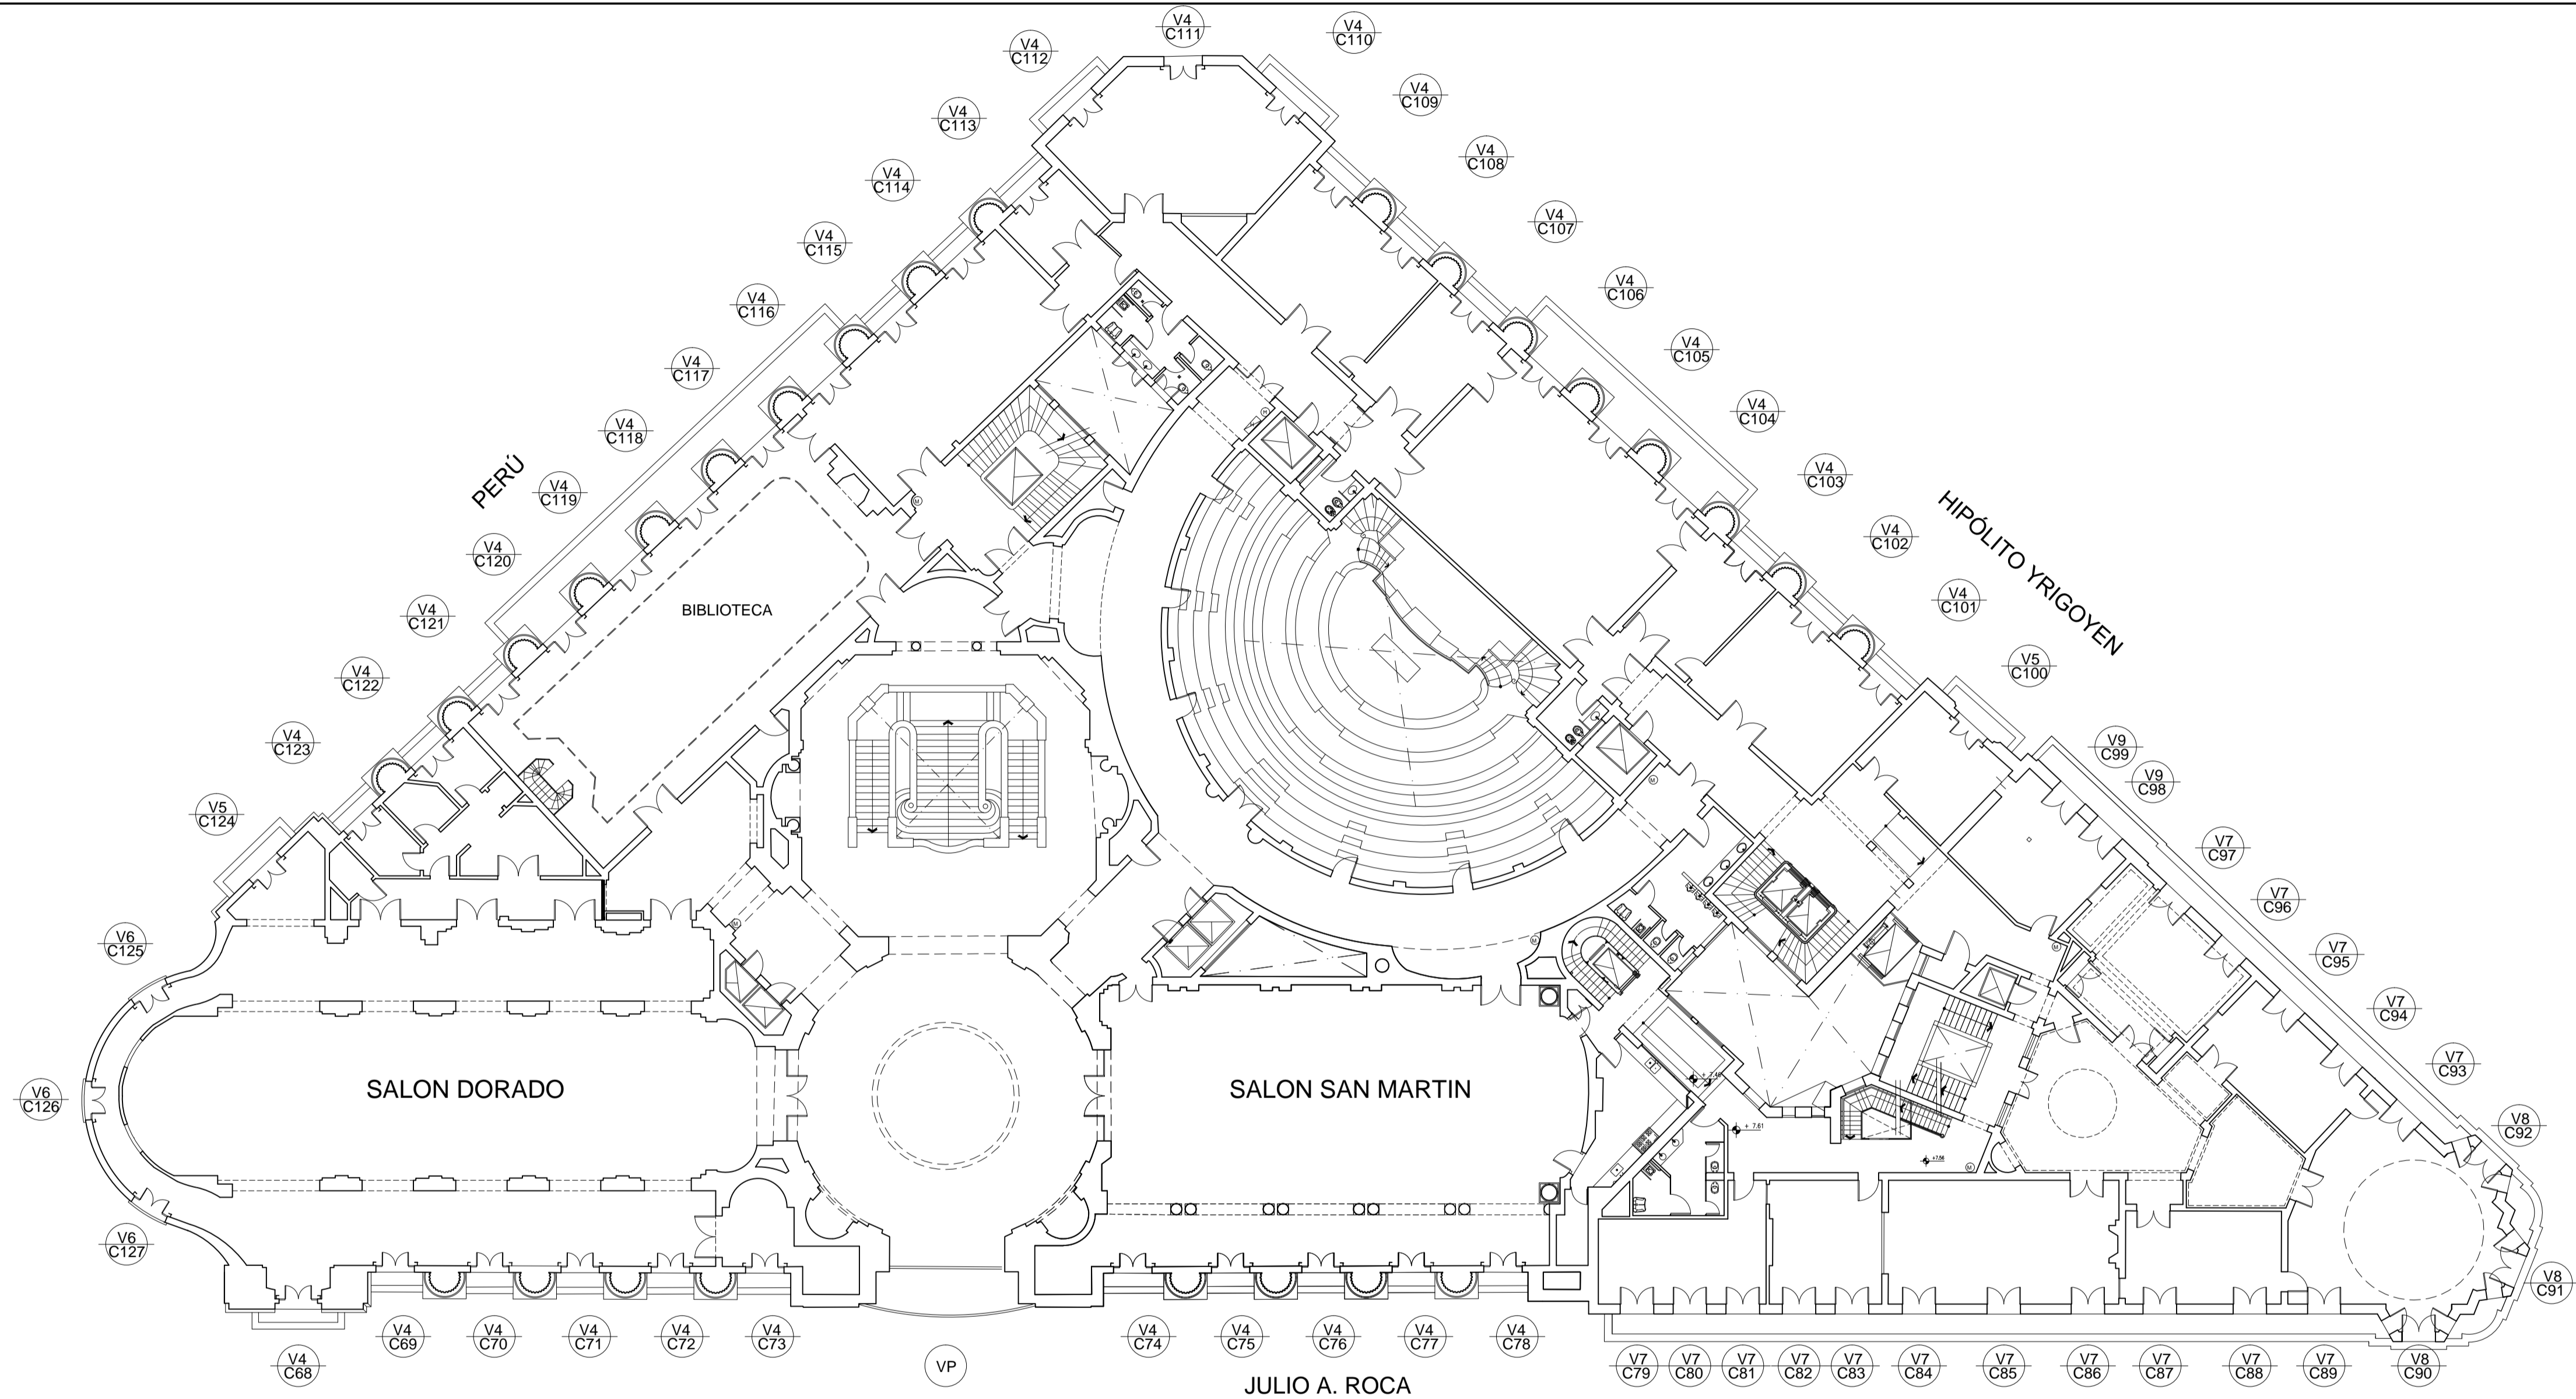 V4
C111
V4
C110
V4
C112
V4
C109
V4
C113
V4
C108
V4
C114
V4
C107
V4
C115
V4
C106
V4
C116
V4
C105
V4
C117
V4
C104
V4
C118
V4
C103
PERÚ
V4
C119
V4
C102
HIPÓLITO YRIGOYEN
V4
C120
V4
C101
BIBLIOTECA
V4
C121
V5
C100
V4
C122
V9
C99
V4
C123
V9
C98
V5
C124
V7
C97
V7
C96
V6
C125
V7
C95
V7
C94
V7
C93
SALON DORADO
SALON SAN MARTIN
V6
C126
V8
C92
+ 7.61
+7.56
V6
C127
V8
C91
V4
C69
V4
C70
V4
C71
V4
C72
V4
C73
V4
C74
V4
C75
V4
C76
V4
C77
V4
C78
V4
C68
VP
V7
C79
V7
C80
V7
C81
V7
C82
V7
C83
V7
C84
V7
C85
V7
C86
V7
C87
V7
C88
V7
C89
V8
C90
JULIO A. ROCA